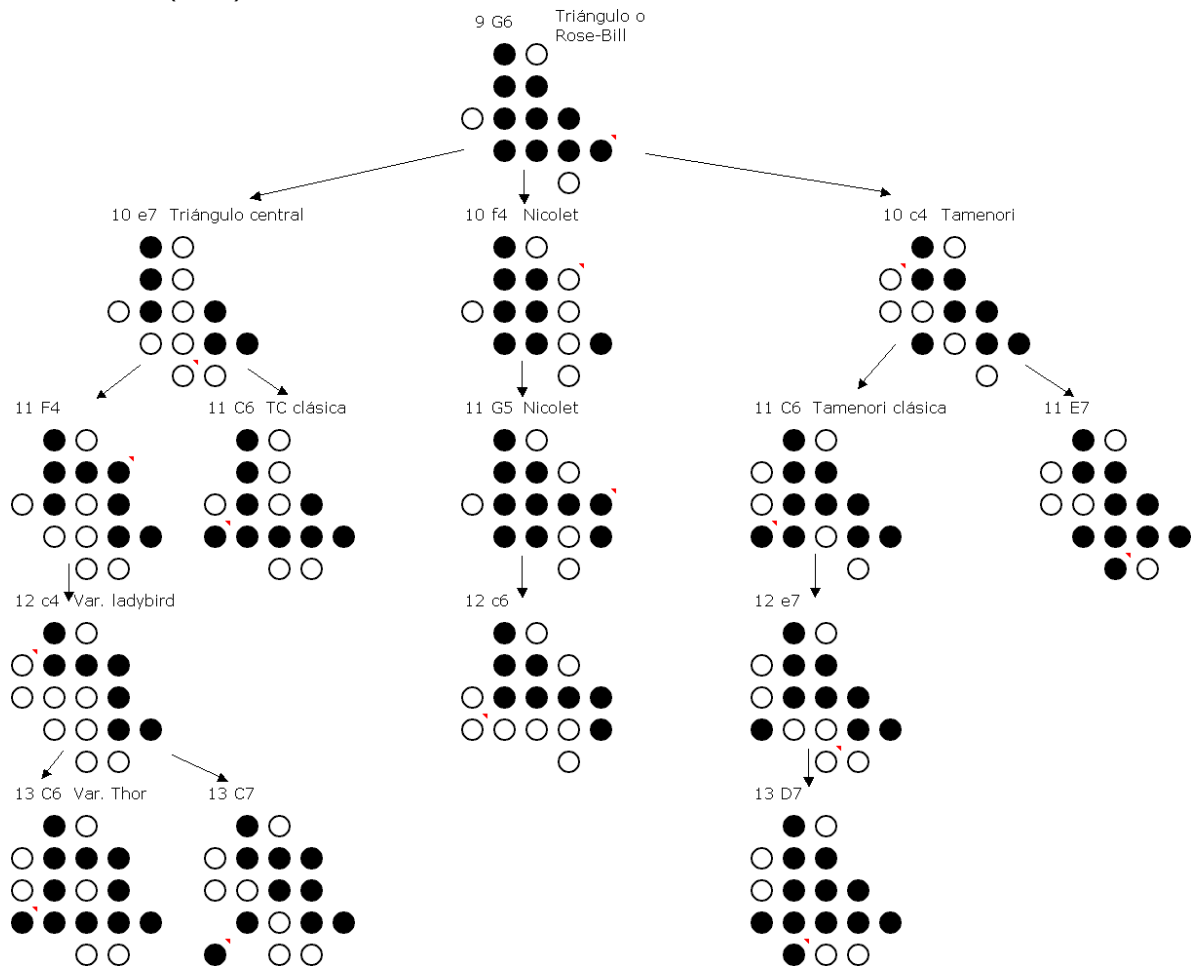 9 G6 Triángulo o
Rose-Bill
10 e7 Triángulo central
10 f4 Nicolet
10 c4 Tamenori
11 F4
11 C6 TC clásica
11 G5 Nicolet
11 C6 Tamenori clásica
11 E7
12 c4 Var. ladybird
12 c6
12 e7
13 C6 Var. Thor
13 C7
13 D7